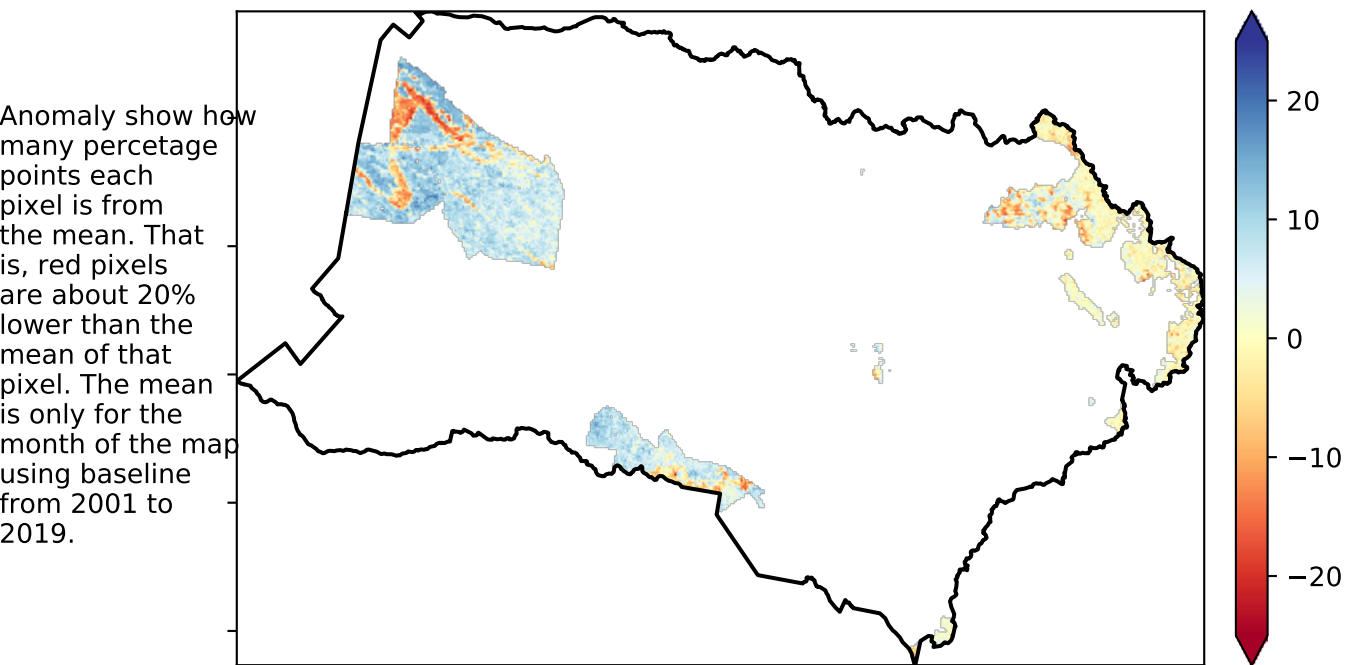 Anomaly show how
many percetage
points each
pixel is from
the mean. That
is, red pixels
are about 20%
lower than the
mean of that
pixel. The mean
is only for the
month of the map
using baseline
from 2001 to
2019.
20
10
0
−10
−20